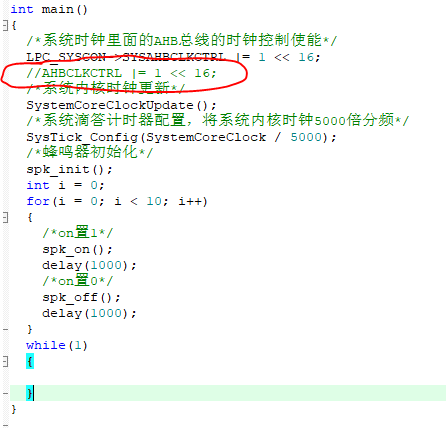 int main()
{
/*系统时钟里面的AHB总线的时钟控制使能*/
LPC_SYSCON->SYSAHBCLKCTRL |= 1 << 16;
//AHBCLKCTRL |= 1 << 16;
/*系统内核时钟更新*/
SystemCoreClockUpdate();
/*系统滴答计时器配置，将系统内核时钟5000倍分频*/
SysTick_Config(SystemCoreClock / 5000);
/*蜂鸣器初始化*/
spk_init();
int i = 0;
for(i = 0; i < 10; i++)
{
/*on置1*/
spk_on();
delay(1000);
/*on置0*/
spk_off();
delay(1000);
}
while(1)
{
}
}